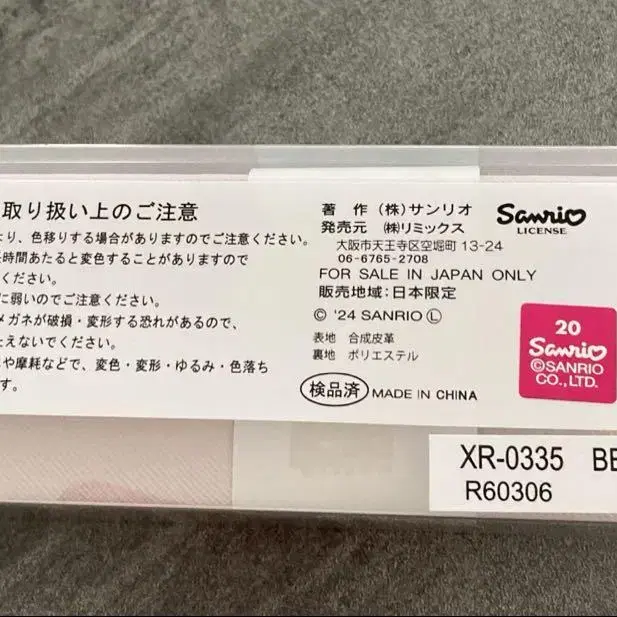 取り扱い上のご注意
より、色移りする場合がありますのでご注意ください。
時間あたると変色することがありますので
ください。
に弱いのでご注意ください。
メガネが破損・変形する恐れがあるので、
えないでください。
や摩耗などで、変色・変形・ゆるみ・色落ち
す。
著 作 (株)サンリオ
発売元 ㈱リミックス
大阪市天王寺区空堀町 13-24
06-6765-2708
FOR SALE IN JAPAN ONLY
販売地域:日本限定
© '24 SANRIO Ⓛ
表地 合成皮革
裏地 ポリエステル
検品済 MADE IN CHINA
Sanrio
LICENSE
20
Sanrio
©SANRIO
CO.,LTD.
XR-0335 BE
R60306